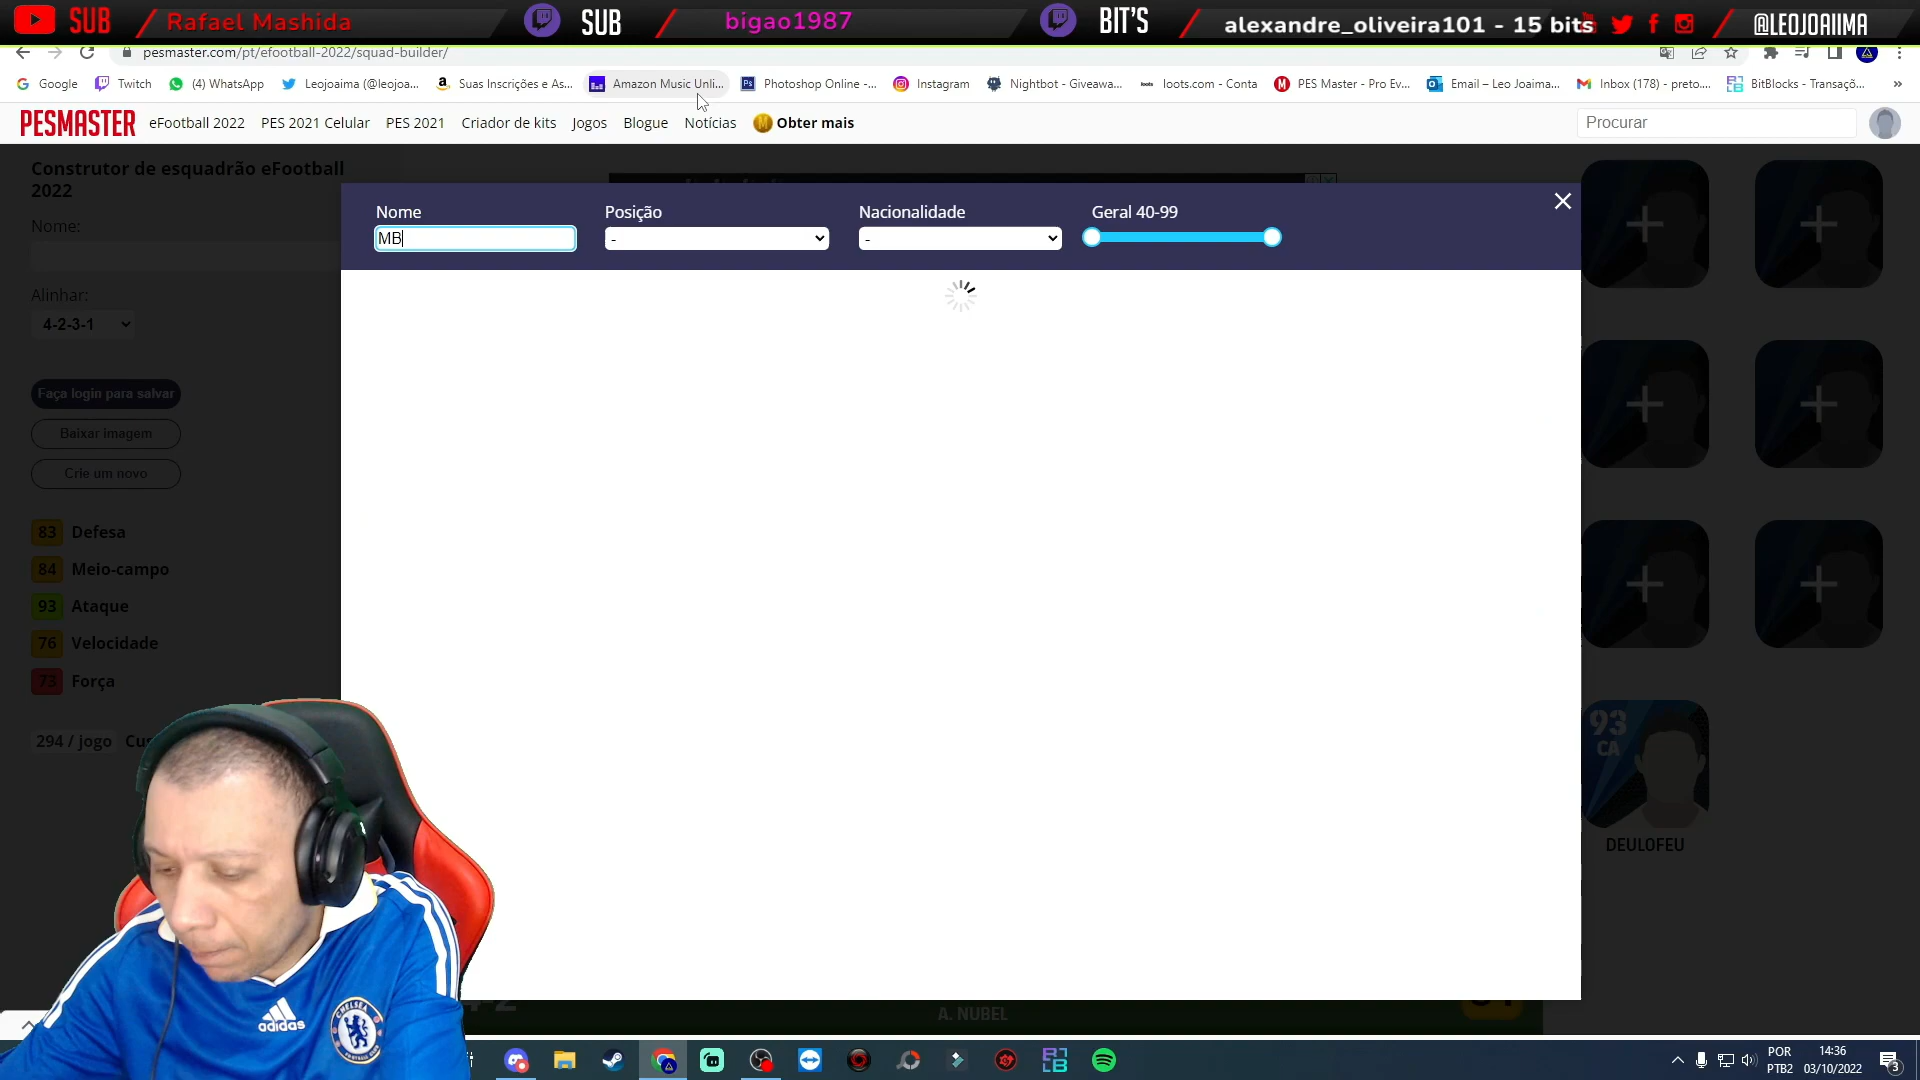 SUB Rafael Mashida SUB bigao1987 BIT'S alexandre_oliveira101 - 15 bits @LEOJOAIIMA
pesmaster.com/pt/efootball-2022/squad-builder/
Google Twitch (4) WhatsApp Leojoaima (@leojoa... Suas Inscrições e As... Amazon Music Unli... Photoshop Online -... Instagram Nightbot - Giveawa... loots.com - Conta PES Master - Pro Ev... Email – Leo Joaima... Inbox (178) - preto.... BitBlocks - Transaçõ... »
PESMASTER eFootball 2022 PES 2021 Celular PES 2021 Criador de kits Jogos Blogue Notícias Obter mais Procurar
Construtor de esquadrão eFootball
2022
Nome:
Alinhar:
4-2-3-1
Faça login para salvar
Baixar imagem
Crie um novo
83 Defesa
84 Meio-campo
93 Ataque
76 Velocidade
73 Força
294 / jogo
Nome Posição Nacionalidade Geral 40-99
MB - -
93
CA
DEULOFEU
A. NUBEL
adidas
CHELSEA
POR
PTB2
14:36
03/10/2022
3